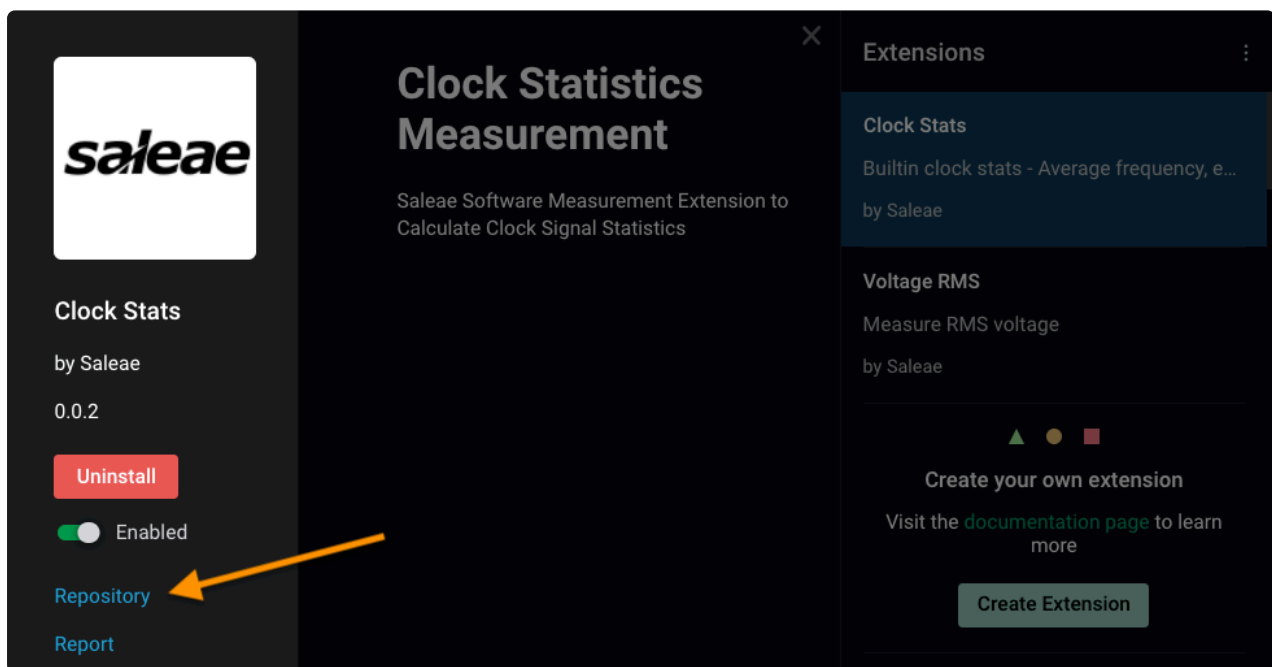 saleae
Clock Stats
by Saleae
0.0.2
Uninstall
Enabled
Repository
Report
Clock Statistics
Measurement
Saleae Software Measurement Extension to
Calculate Clock Signal Statistics
Extensions
Clock Stats
Builtin clock stats - Average frequency, e...
by Saleae
Voltage RMS
Measure RMS voltage
by Saleae
Create your own extension
Visit the documentation page to learn
more
Create Extension